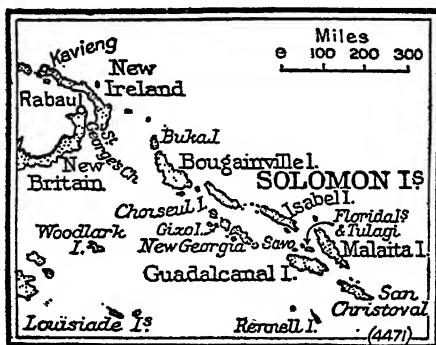 Kavieng
Miles
0 100 200 300
New
Ireland
Rabaul
St
George's Ch
New
Britain
Buka I
Bougainville I.
SOLOMON Is
Choiseul I.
Isabel I.
Gizo I.
Florida Is
& Tulagi
Woodlark
I.
New Georgia
Savo
Malaita I
Guadalcanal I.
San
Christoval
Louisiade Is
Rennell I.
(4471)